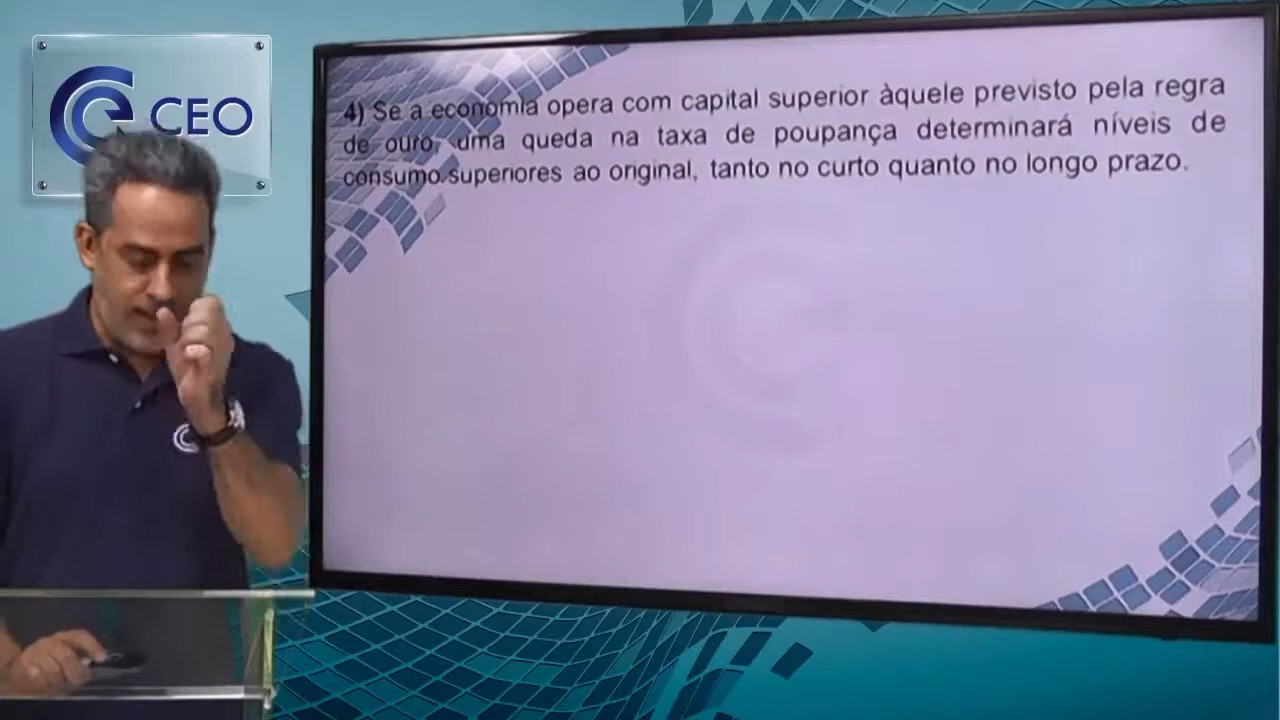 CEO
4) Se a economia opera com capital superior àquele previsto pela regra
de ouro, uma queda na taxa de poupança determinará níveis de
consumo superiores ao original, tanto no curto quanto no longo prazo.